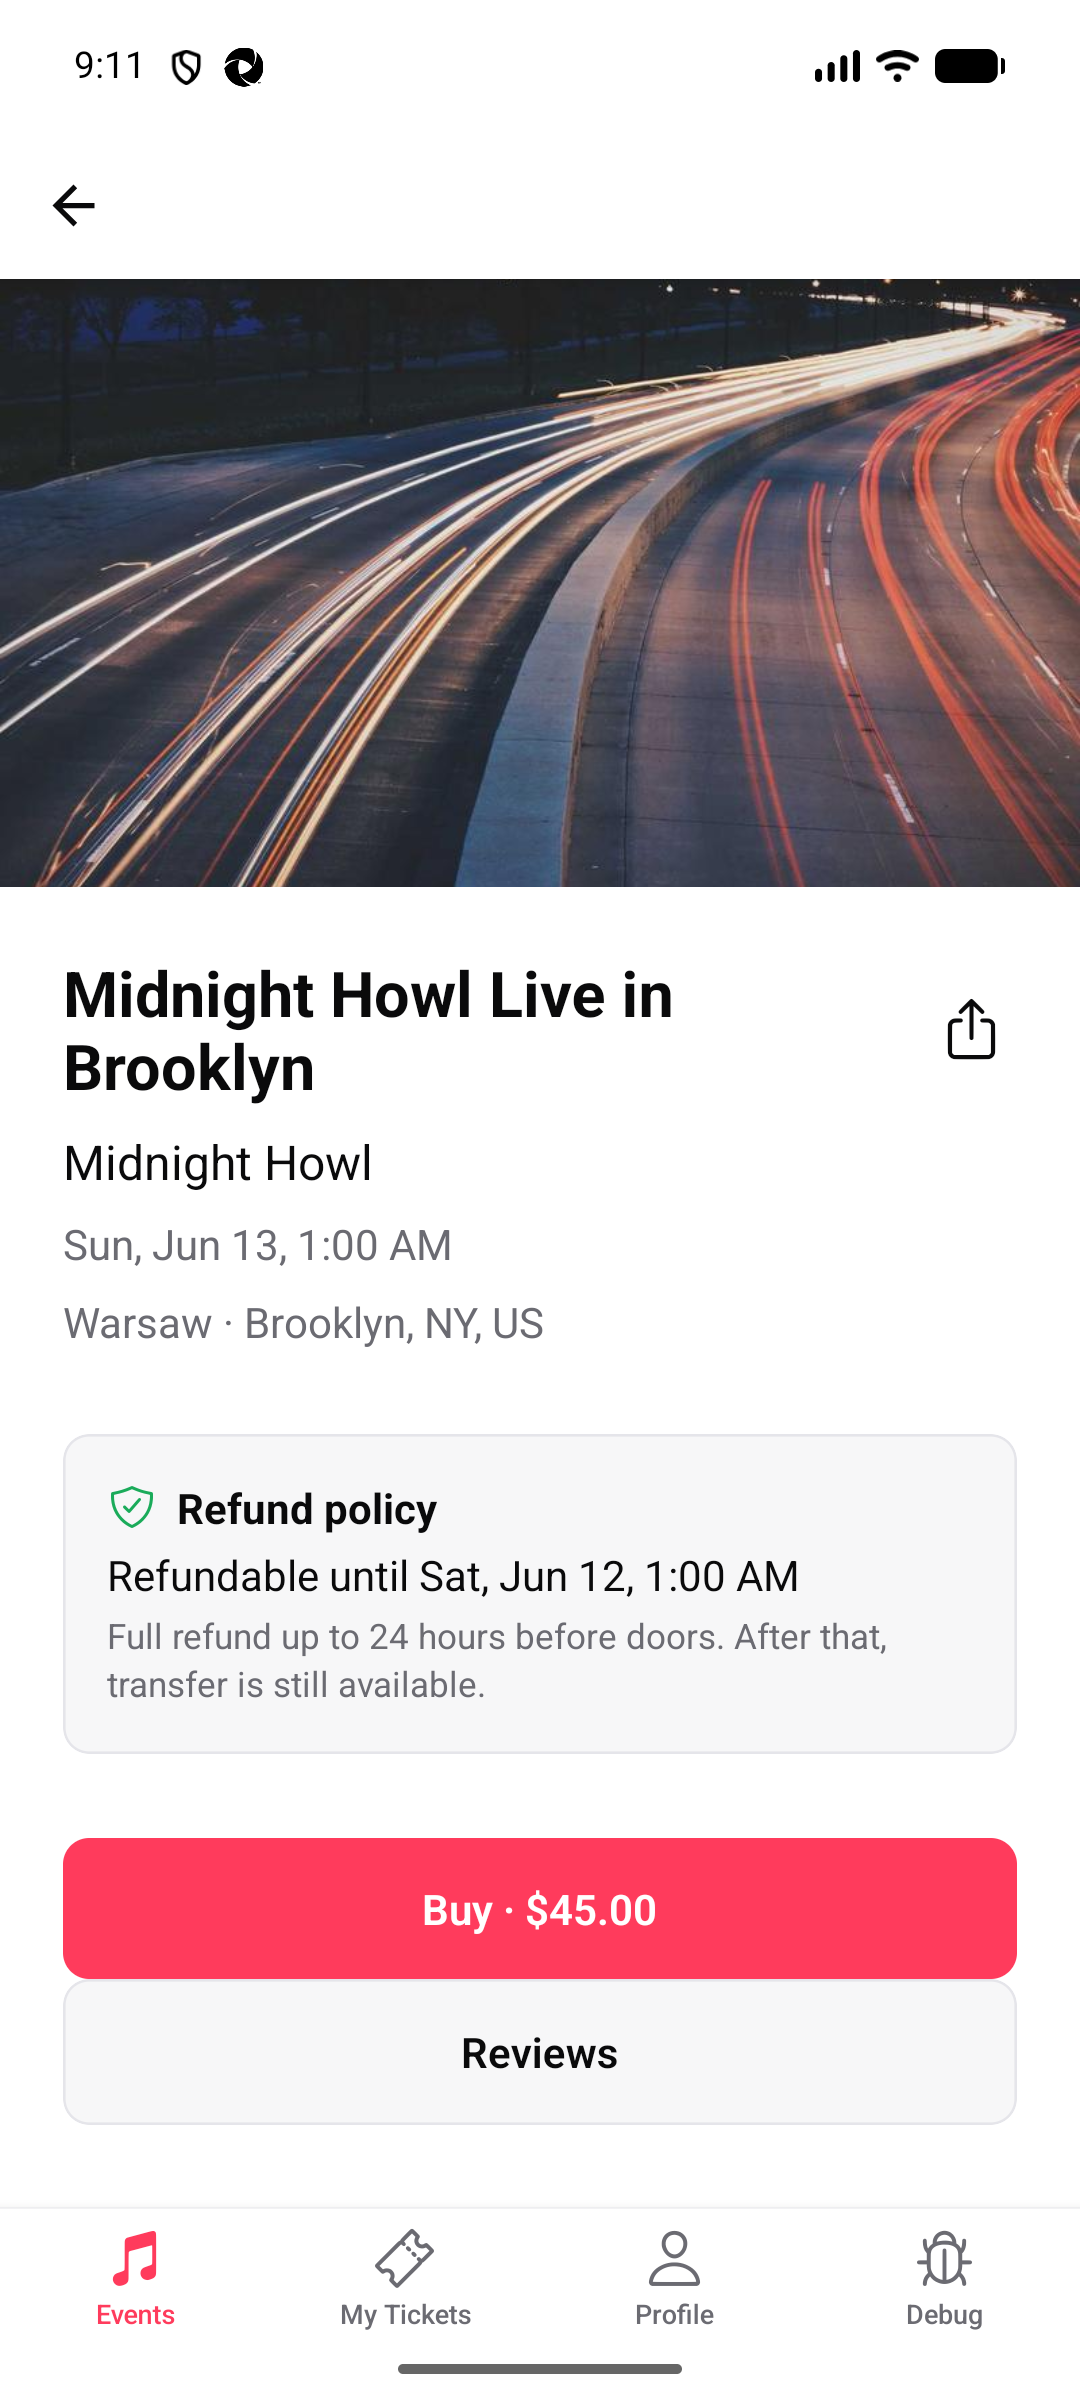 9:11
Midnight Howl Live in
Brooklyn
Midnight Howl
Sun, Jun 13, 1:00 AM
Warsaw · Brooklyn, NY, US
Refund policy
Refundable until Sat, Jun 12, 1:00 AM
Full refund up to 24 hours before doors. After that,
transfer is still available.
Buy · $45.00
Reviews
Events
My Tickets
Profile
Debug